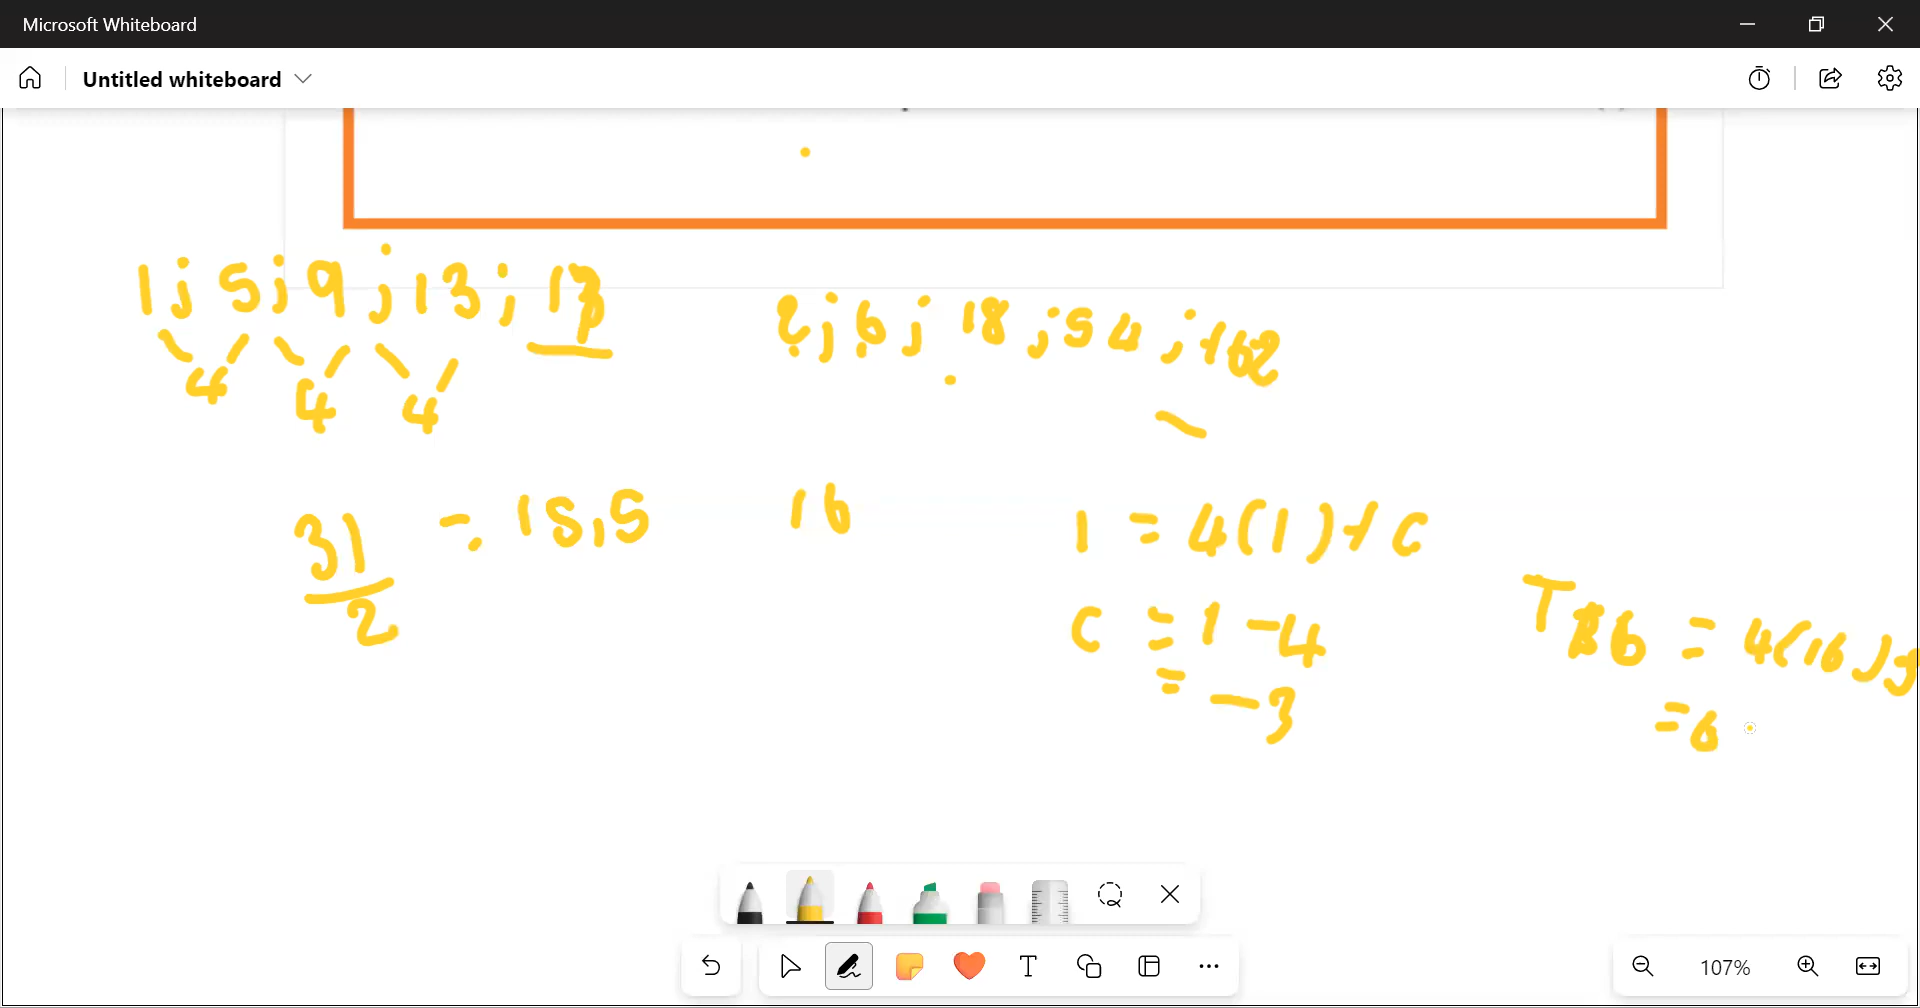 Microsoft Whiteboard
Untitled whiteboard
1 ; 5 ; 9 ; 13 ; 17
4 4 4
2 ; 6 ; 18 ; 54 ; 162
31/2 = 15,5 16
1 = 4(1) + c
c = 1 - 4
= -3
T16 = 4(16)
= 6
T
107%